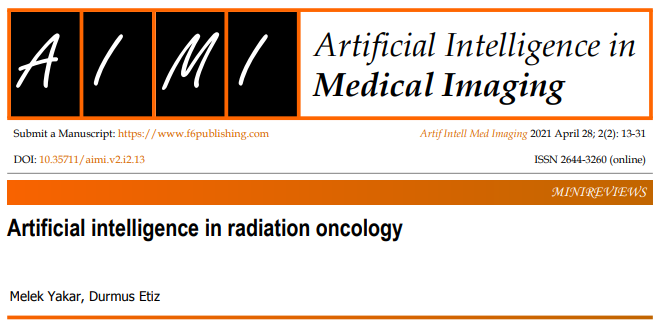 A I M I
Artificial Intelligence in
Medical Imaging
Submit a Manuscript: https://www.f6publishing.com
Artif Intell Med Imaging 2021 April 28; 2(2): 13-31
DOI: 10.35711/aimi.v2.i2.13
ISSN 2644-3260 (online)
MINIREVIEWS
Artificial intelligence in radiation oncology
Melek Yakar, Durmus Etiz